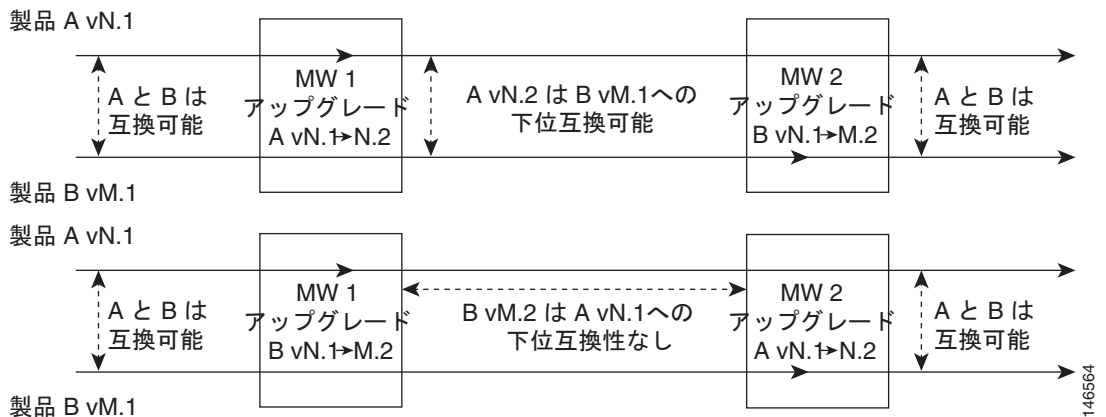 製品 A vN.1
A と B は
互換可能
MW 1
アップグレード
A vN.1→N.2
A vN.2 は B vM.1への
下位互換可能
MW 2
アップグレード
B vN.1→M.2
A と B は
互換可能
製品 B vM.1
製品 A vN.1
A と B は
互換可能
MW 1
アップグレード
B vN.1→M.2
B vM.2 は A vN.1への
下位互換性なし
MW 2
アップグレード
A vN.1→N.2
A と B は
互換可能
製品 B vM.1
146564